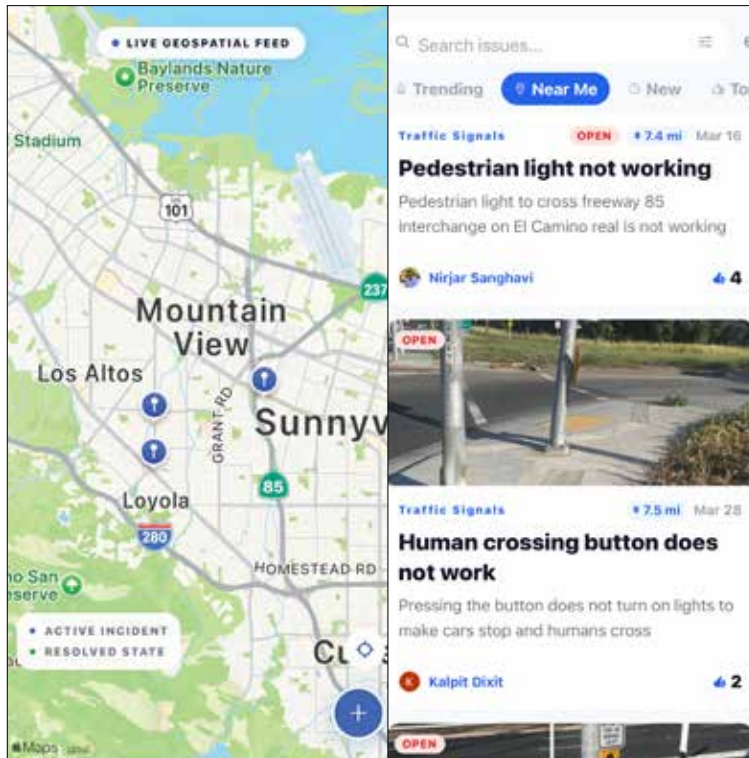 LIVE GEOSPATIAL FEED
Baylands Nature
Preserve
Stadium
101
237
Mountain
View
Los Altos
GRANT RD
Sunnyv
85
Loyola
280
HOMESTEAD RD
no San
eserve
ACTIVE INCIDENT
RESOLVED STATE
Cu
Maps
Search issues...
Trending
Near Me
New
To
Traffic Signals OPEN 7.4 mi Mar 16
Pedestrian light not working
Pedestrian light to cross freeway 85
interchange on El Camino real is not working
Nirjar Sanghavi 4
OPEN
Traffic Signals 7.5 mi Mar 28
Human crossing button does
not work
Pressing the button does not turn on lights to
make cars stop and humans cross
K Kalpit Dixit 2
OPEN